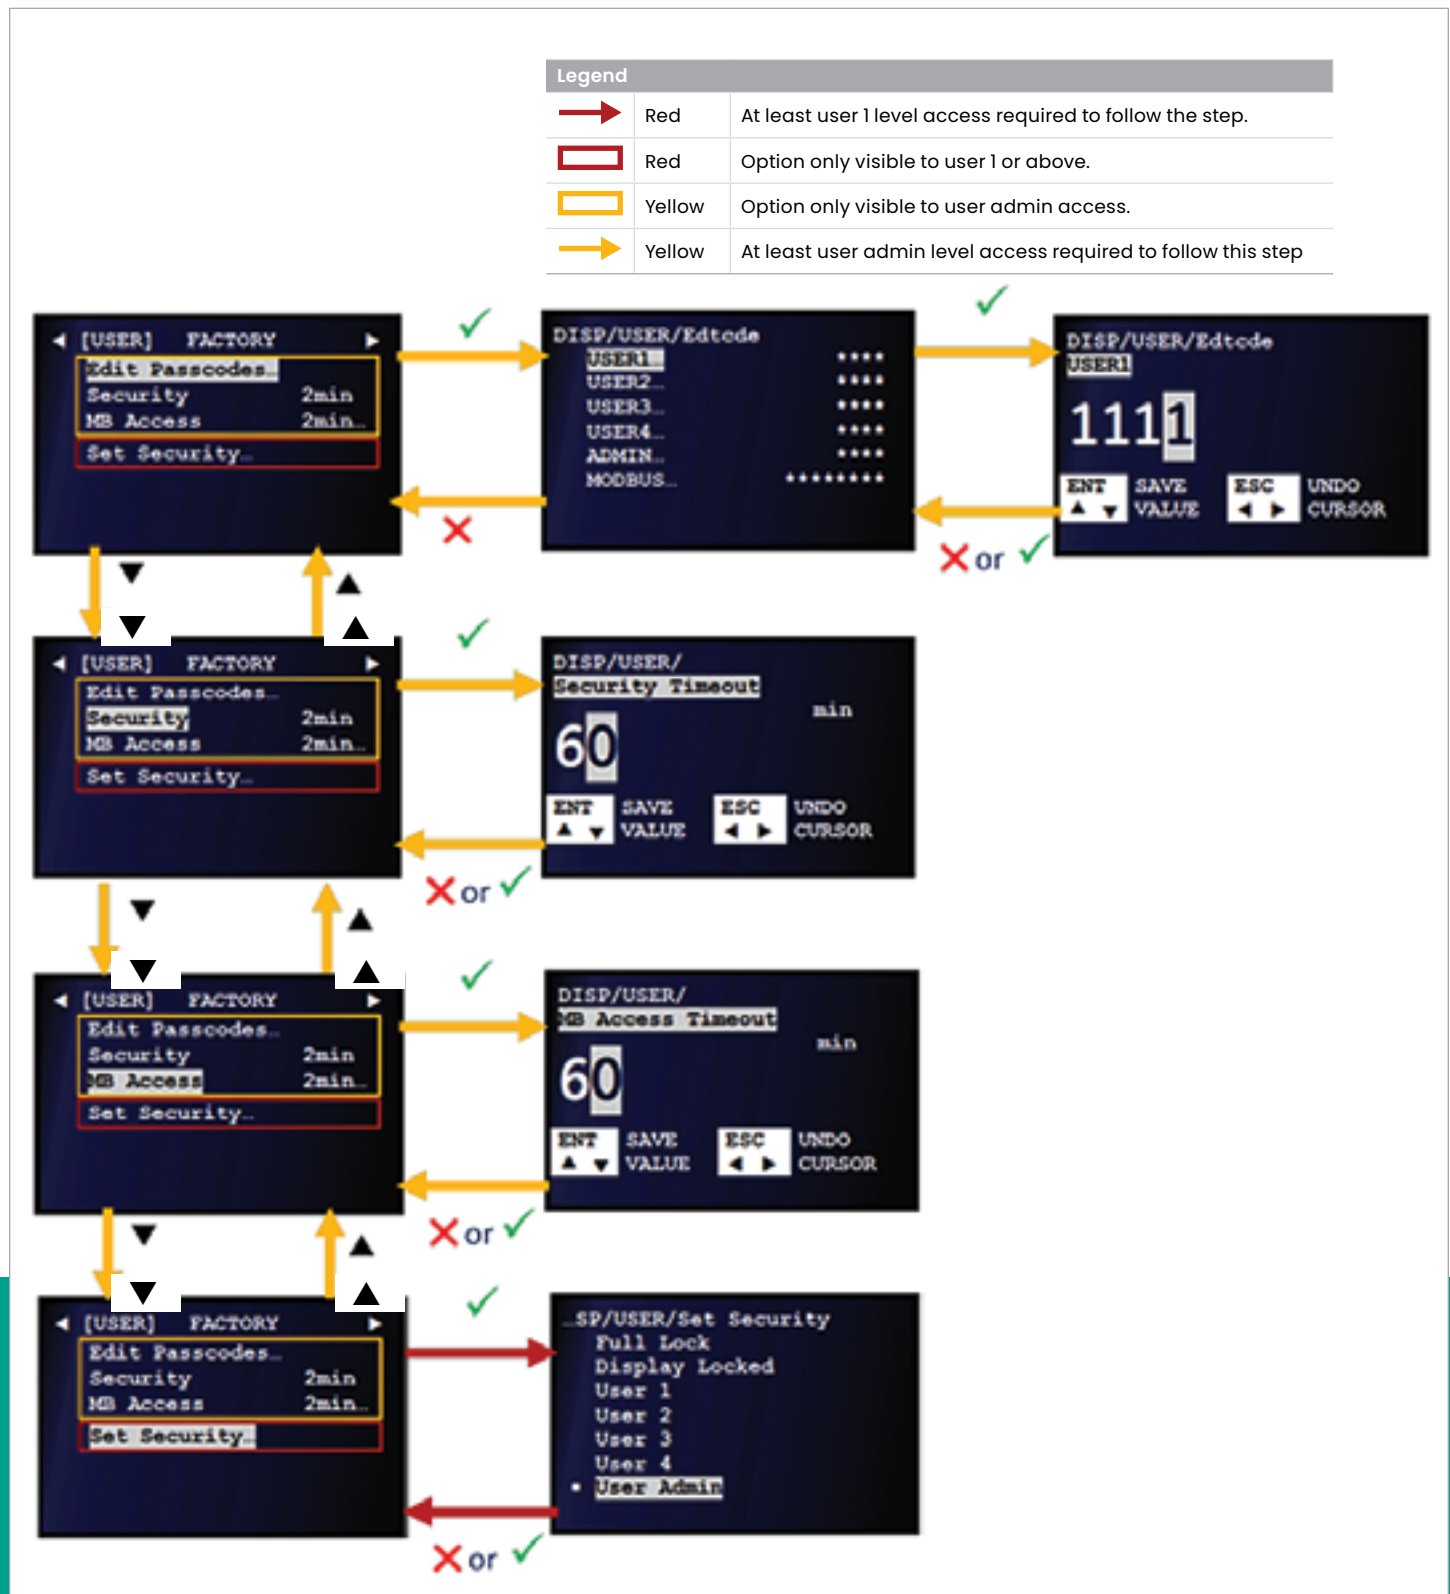 Legend
Red At least user 1 level access required to follow the step.
Red Option only visible to user 1 or above.
Yellow Option only visible to user admin access.
Yellow At least user admin level access required to follow this step
[USER] FACTORY
Edit Passcodes…
Security 2min
MB Access 2min…
Set Security…
DISP/USER/Edtcde
USER1… ****
USER2… ****
USER3… ****
USER4… ****
ADMIN… ****
MODBUS… ********
DISP/USER/Edtcde
USER1
1111
ENT SAVE ESC UNDO
VALUE CURSOR
or
[USER] FACTORY
Edit Passcodes…
Security 2min
MB Access 2min…
Set Security…
DISP/USER/
Security Timeout
min
60
ENT SAVE ESC UNDO
VALUE CURSOR
or
[USER] FACTORY
Edit Passcodes…
Security 2min
MB Access 2min…
Set Security…
DISP/USER/
MB Access Timeout
min
60
ENT SAVE ESC UNDO
VALUE CURSOR
or
[USER] FACTORY
Edit Passcodes…
Security 2min
MB Access 2min…
Set Security…
…SP/USER/Set Security
Full Lock
Display Locked
User 1
User 2
User 3
User 4
User Admin
or